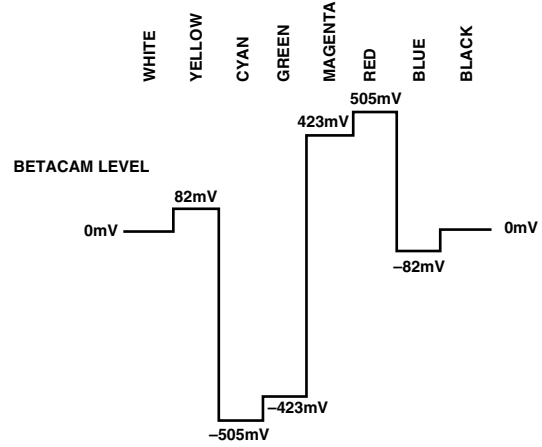 WHITE
YELLOW
CYAN
GREEN
MAGENTA
RED
BLUE
BLACK
505mV
423mV
BETACAM LEVEL
82mV
0mV
0mV
–82mV
–423mV
–505mV